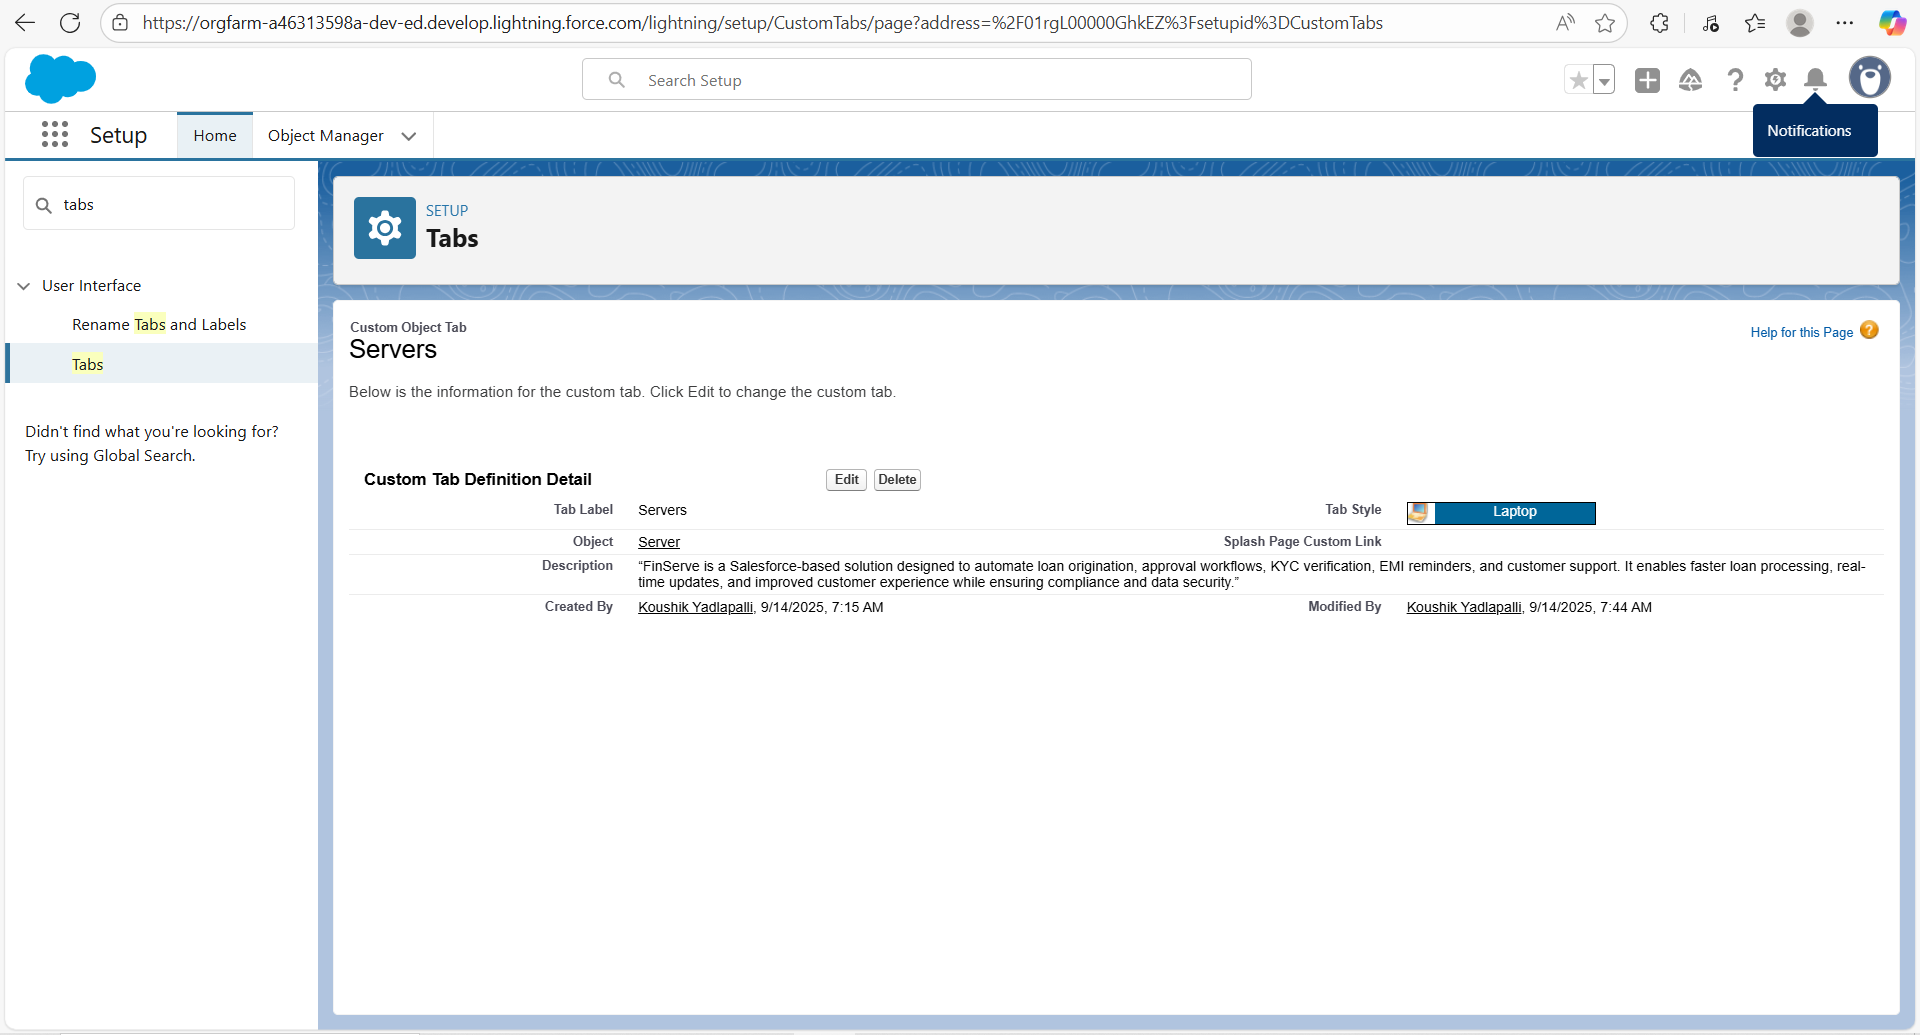 https://orgfarm-a46313598a-dev-ed.develop.lightning.force.com/lightning/setup/CustomTabs/page?address=%2F01rgL00000GhkEZ%3Fsetupid%3DCustomTabs
Search Setup
Setup
Home
Object Manager
Notifications
tabs
SETUP
Tabs
User Interface
Rename Tabs and Labels
Tabs
Didn't find what you're looking for?
Try using Global Search.
Custom Object Tab
Servers
Help for this Page
Below is the information for the custom tab. Click Edit to change the custom tab.
Custom Tab Definition Detail
Edit
Delete
Tab Label Servers
Tab Style Laptop
Object Server
Splash Page Custom Link
Description “FinServe is a Salesforce-based solution designed to automate loan origination, approval workflows, KYC verification, EMI reminders, and customer support. It enables faster loan processing, real-
time updates, and improved customer experience while ensuring compliance and data security.”
Created By Koushik Yadlapalli, 9/14/2025, 7:15 AM
Modified By Koushik Yadlapalli, 9/14/2025, 7:44 AM